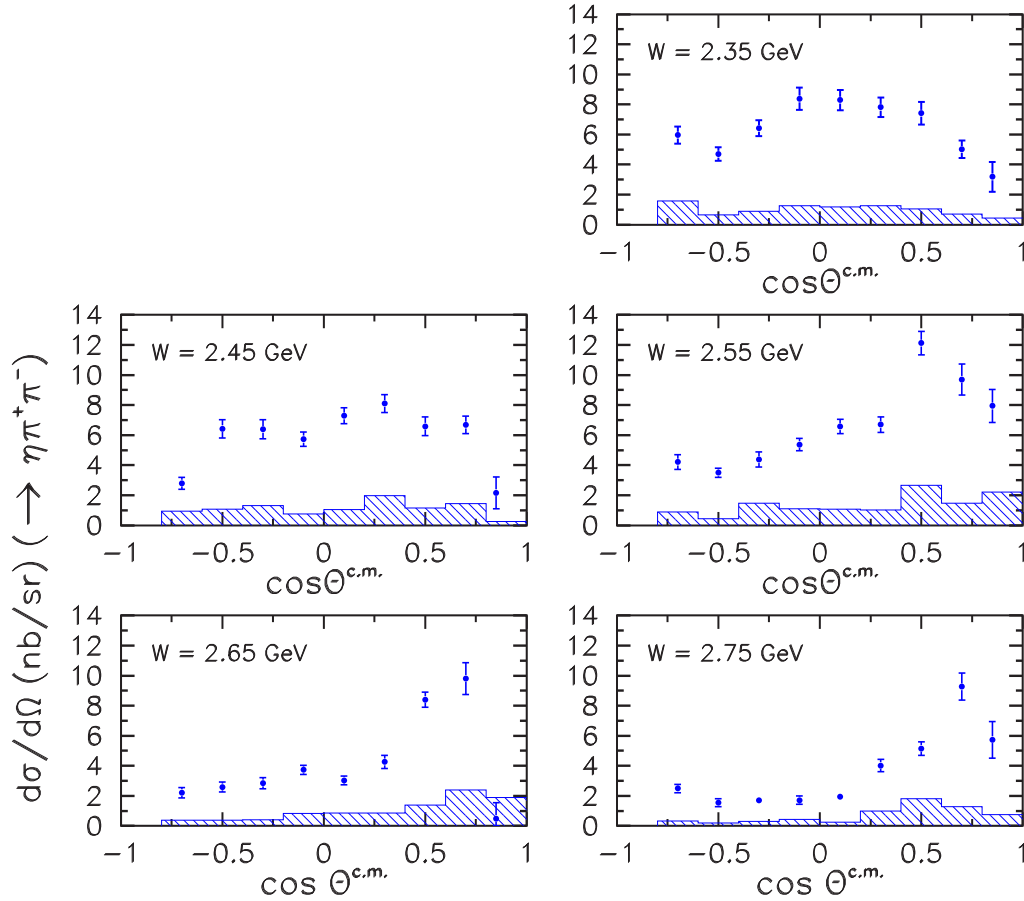 dσ/dΩ (nb/sr) ( → ηπ⁺π⁻)
14
12
10
8
6
4
2
0
W = 2.35 GeV
−1 −0.5 0 0.5 1
cosΘᶜ·ᵐ·
14
12
10
8
6
4
2
0
W = 2.45 GeV
−1 −0.5 0 0.5 1
cosΘᶜ·ᵐ·
14
12
10
8
6
4
2
0
W = 2.55 GeV
−1 −0.5 0 0.5 1
cosΘᶜ·ᵐ·
14
12
10
8
6
4
2
0
W = 2.65 GeV
−1 −0.5 0 0.5 1
cos Θᶜ·ᵐ·
14
12
10
8
6
4
2
0
W = 2.75 GeV
−1 −0.5 0 0.5 1
cos Θᶜ·ᵐ·